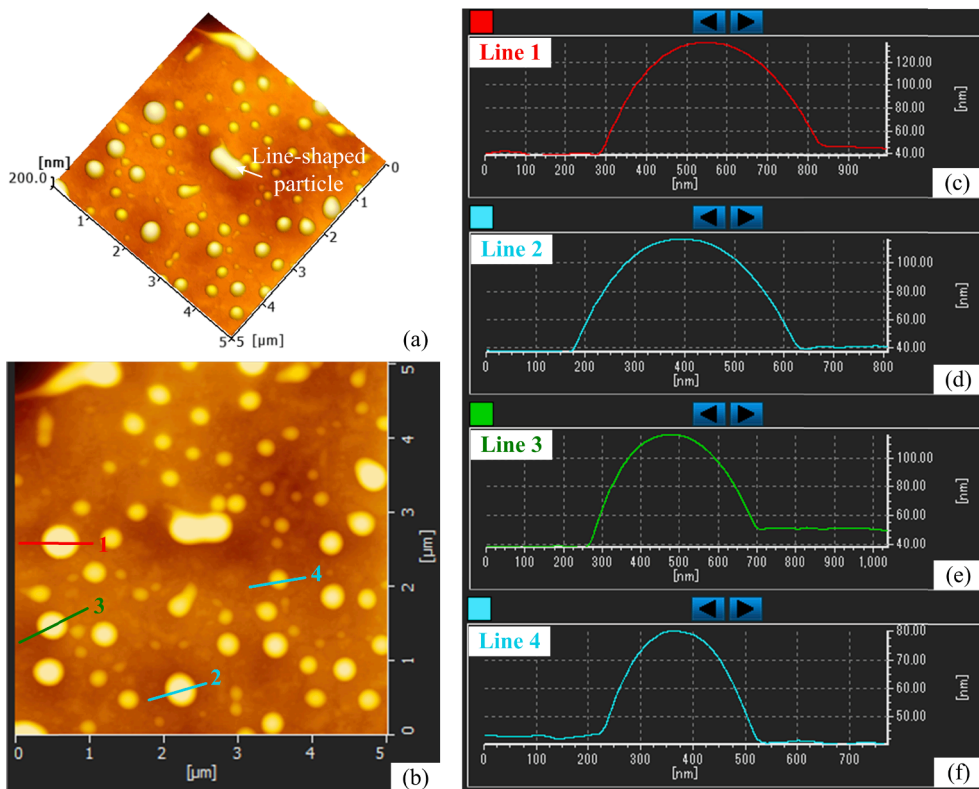 [nm]
200.0
Line-shaped
particle
0
1
1
2
2
3
3
4
4
5 5
[µm]
(a)
5
4
3
2
1
0
[µm]
1
3
4
2
0 1 2 3 4 5
[µm]
(b)
Line 1
120.00
100.00
80.00
60.00
40.00
[nm]
0 100 200 300 400 500 600 700 800 900
[nm]
(c)
Line 2
100.00
80.00
60.00
40.00
[nm]
0 100 200 300 400 500 600 700 800
[nm]
(d)
Line 3
100.00
80.00
60.00
40.00
[nm]
0 100 200 300 400 500 600 700 800 900 1,000
[nm]
(e)
Line 4
80.00
70.00
60.00
50.00
[nm]
0 100 200 300 400 500 600 700
[nm]
(f)